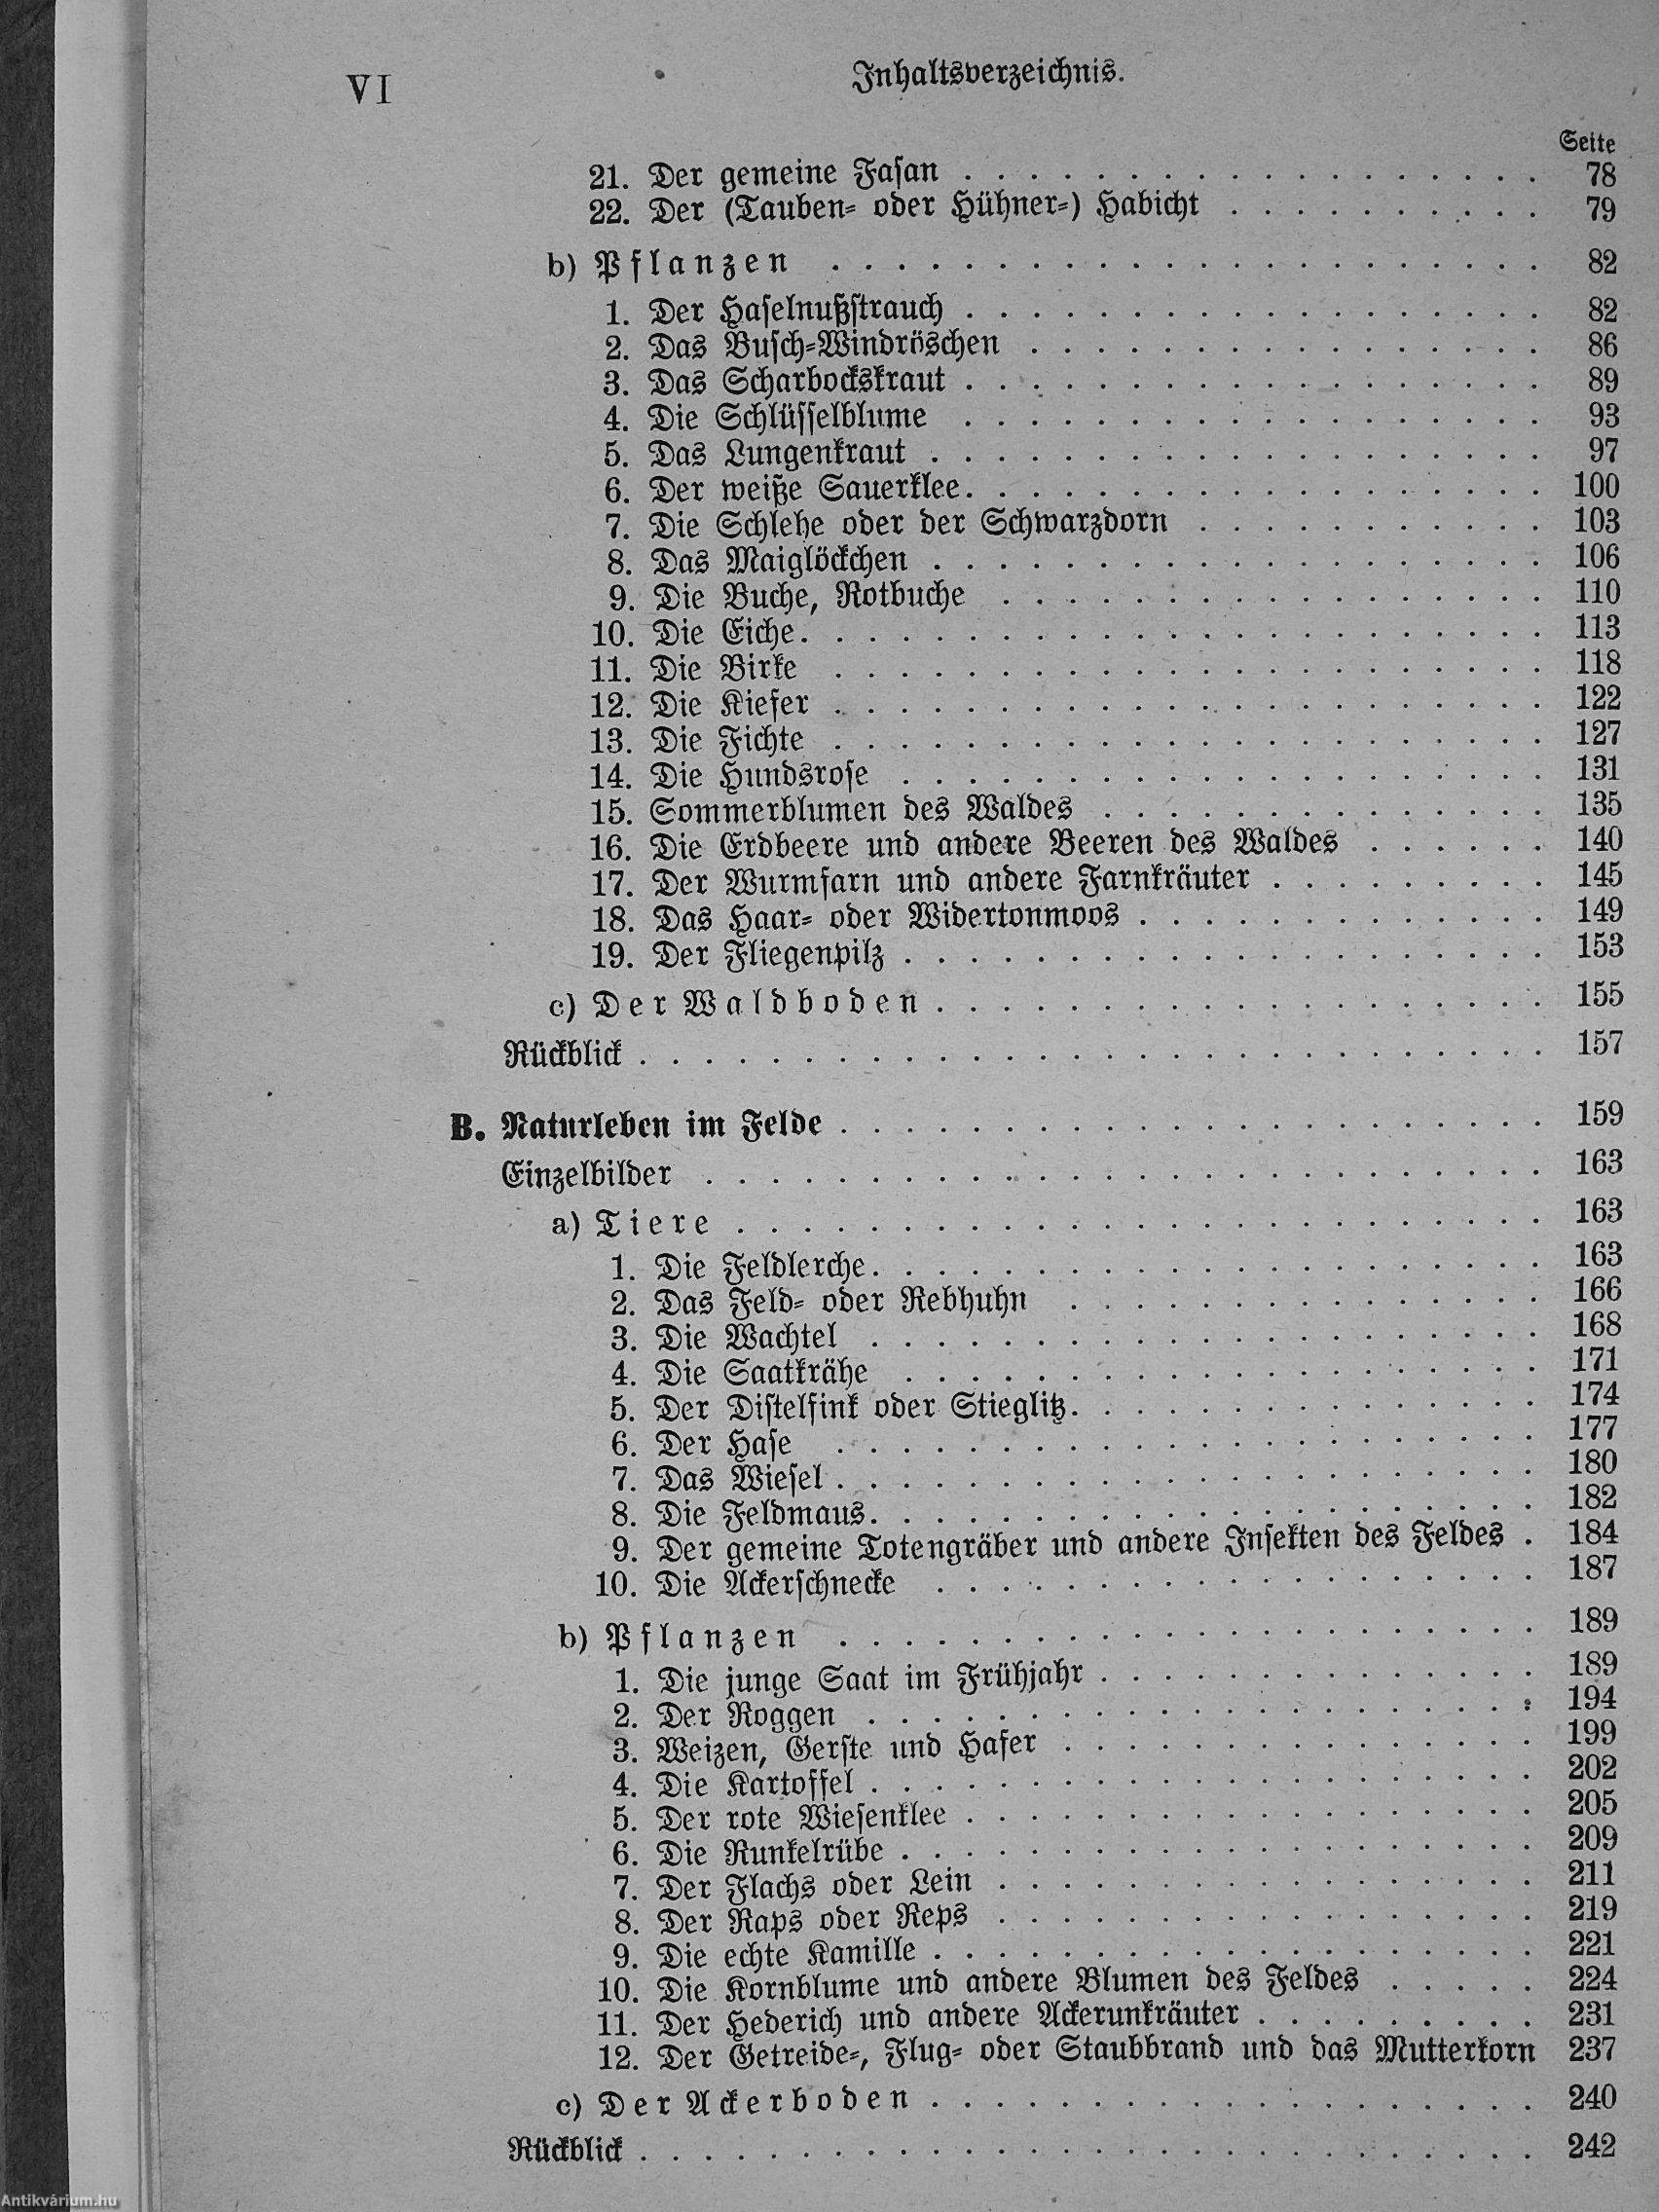 VI
Inhaltsverzeichnis.
Seite
21. Der gemeine Fasan . . . . . . . . . . . . . . . . . . 78
22. Der (Tauben- oder Hühner-) Habicht . . . . . . . . . . 79
b) Pflanzen . . . . . . . . . . . . . . . . . . . . . . 82
1. Der Haselnußstrauch . . . . . . . . . . . . . . . . . . 82
2. Das Busch-Windröschen . . . . . . . . . . . . . . . . 86
3. Das Scharbockskraut . . . . . . . . . . . . . . . . . . 89
4. Die Schlüsselblume . . . . . . . . . . . . . . . . . . 93
5. Das Lungenkraut . . . . . . . . . . . . . . . . . . . 97
6. Der weiße Sauerklee . . . . . . . . . . . . . . . . . . 100
7. Die Schlehe oder der Schwarzdorn . . . . . . . . . . . 103
8. Das Maiglöckchen . . . . . . . . . . . . . . . . . . . 106
9. Die Buche, Rotbuche . . . . . . . . . . . . . . . . . 110
10. Die Eiche . . . . . . . . . . . . . . . . . . . . . . . 113
11. Die Birke . . . . . . . . . . . . . . . . . . . . . . 118
12. Die Kiefer . . . . . . . . . . . . . . . . . . . . . . 122
13. Die Fichte . . . . . . . . . . . . . . . . . . . . . . 127
14. Die Hundsrose . . . . . . . . . . . . . . . . . . . . 131
15. Sommerblumen des Waldes . . . . . . . . . . . . . . 135
16. Die Erdbeere und andere Beeren des Waldes . . . . . . 140
17. Der Wurmfarn und andere Farnkräuter . . . . . . . . . 145
18. Das Haar- oder Widertonmoos . . . . . . . . . . . . . 149
19. Der Fliegenpilz . . . . . . . . . . . . . . . . . . . . 153
c) Der Waldboden . . . . . . . . . . . . . . . . . . . 155
Rückblick . . . . . . . . . . . . . . . . . . . . . . . . . . . . 157
B. Naturleben im Felde . . . . . . . . . . . . . . . . . . . . . . 159
Einzelbilder . . . . . . . . . . . . . . . . . . . . . . . . . . 163
a) Tiere . . . . . . . . . . . . . . . . . . . . . . . . . 163
1. Die Feldlerche . . . . . . . . . . . . . . . . . . . . . 163
2. Das Feld- oder Rebhuhn . . . . . . . . . . . . . . . 166
3. Die Wachtel . . . . . . . . . . . . . . . . . . . . . 168
4. Die Saatkrähe . . . . . . . . . . . . . . . . . . . . 171
5. Der Distelfink oder Stieglitz . . . . . . . . . . . . . . . 174
6. Der Hase . . . . . . . . . . . . . . . . . . . . . . 177
7. Das Wiesel . . . . . . . . . . . . . . . . . . . . . . 180
8. Die Feldmaus . . . . . . . . . . . . . . . . . . . . . 182
9. Der gemeine Totengräber und andere Insekten des Feldes . 184
10. Die Ackerschnecke . . . . . . . . . . . . . . . . . . . 187
b) Pflanzen . . . . . . . . . . . . . . . . . . . . . . 189
1. Die junge Saat im Frühjahr . . . . . . . . . . . . . . 189
2. Der Roggen . . . . . . . . . . . . . . . . . . . . . 194
3. Weizen, Gerste und Hafer . . . . . . . . . . . . . . . 199
4. Die Kartoffel . . . . . . . . . . . . . . . . . . . . . 202
5. Der rote Wiesenklee . . . . . . . . . . . . . . . . . . 205
6. Die Runkelrübe . . . . . . . . . . . . . . . . . . . . 209
7. Der Flachs oder Lein . . . . . . . . . . . . . . . . . 211
8. Der Raps oder Reps . . . . . . . . . . . . . . . . . 219
9. Die echte Kamille . . . . . . . . . . . . . . . . . . . 221
10. Die Kornblume und andere Blumen des Feldes . . . . . 224
11. Der Hederich und andere Ackerunkräuter . . . . . . . . . 231
12. Der Getreide-, Flug- oder Staubbrand und das Mutterkorn 237
c) Der Ackerboden . . . . . . . . . . . . . . . . . . . 240
Rückblick . . . . . . . . . . . . . . . . . . . . . . . . . . . . 242
Antikvárium.hu